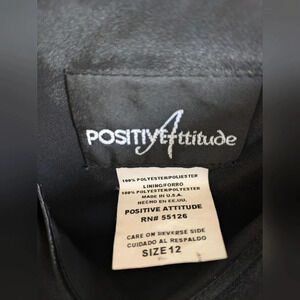 POSITIVE Attitude
100% POLYESTER/POLIESTER
LINING/FORRO
100% POLYESTER/POLYESTER
MADE IN U.S.A.
HECHO EN EE.UU.
POSITIVE ATTITUDE
RN# 55126
CARE ON REVERSE SIDE
CUIDADO AL RESPALDO
SIZE 12